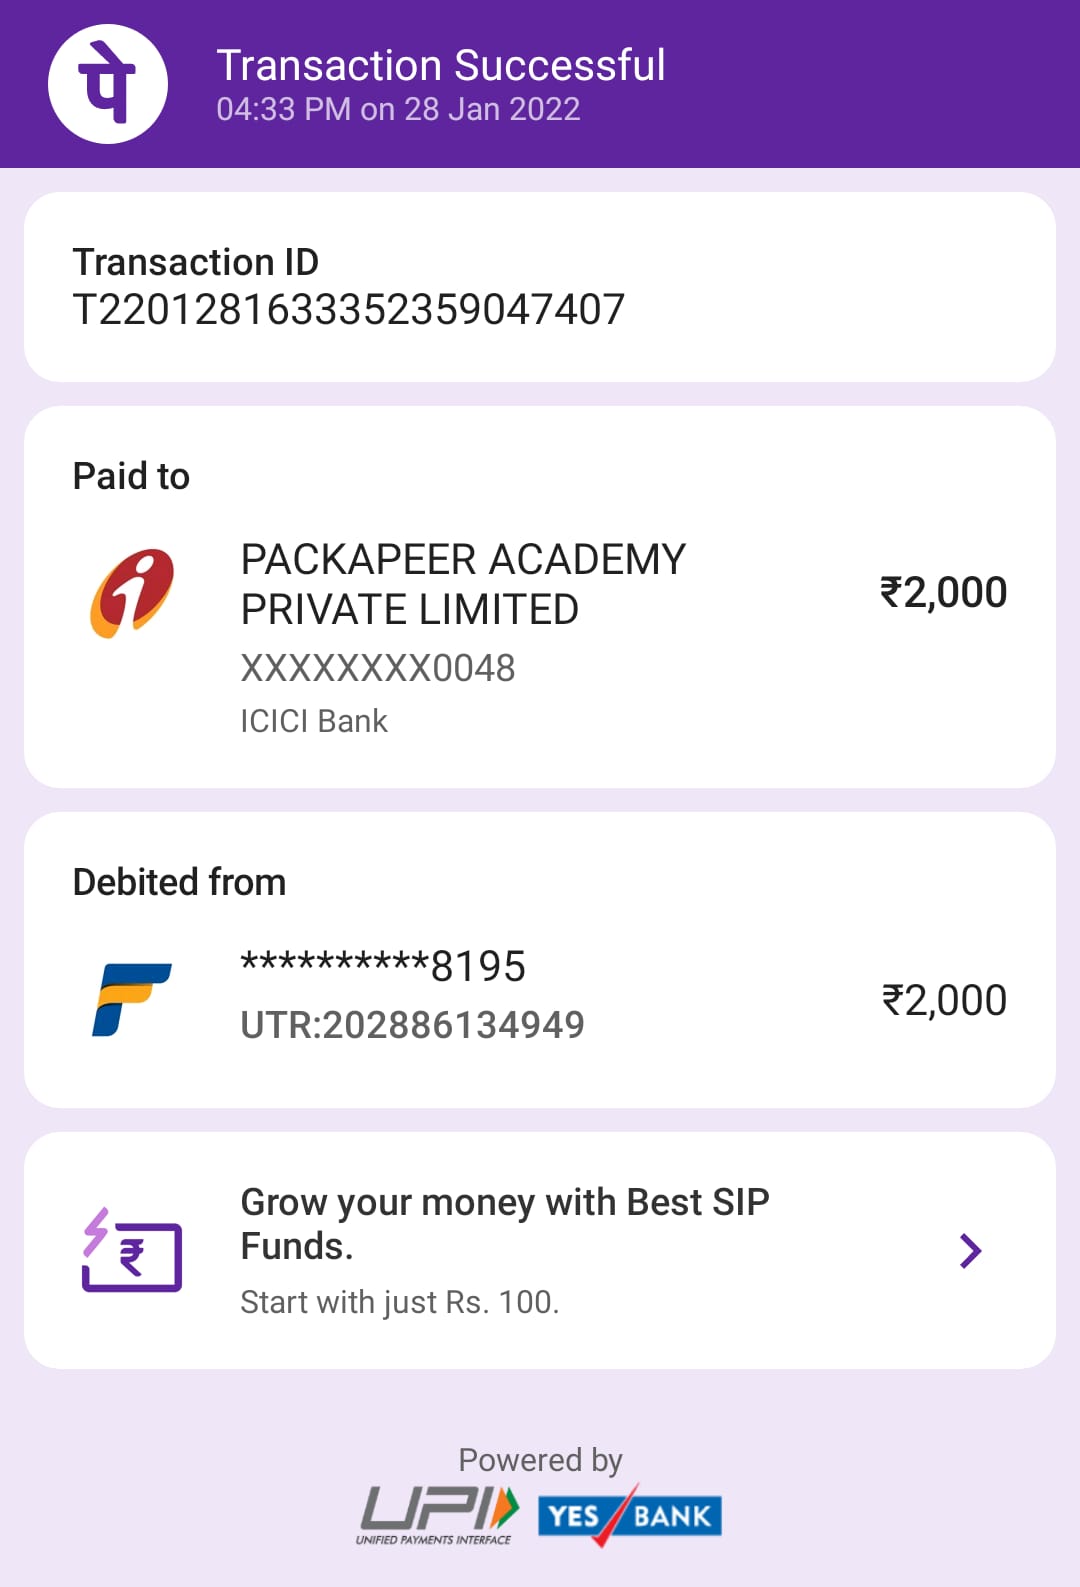 पे
Transaction Successful
04:33 PM on 28 Jan 2022
Transaction ID
T2201281633352359047407
Paid to
PACKAPEER ACADEMY
PRIVATE LIMITED
₹2,000
XXXXXXXX0048
ICICI Bank
Debited from
**********8195
₹2,000
UTR:202886134949
Grow your money with Best SIP
Funds.
Start with just Rs. 100.
Powered by
UPI
UNIFIED PAYMENTS INTERFACE
YES BANK